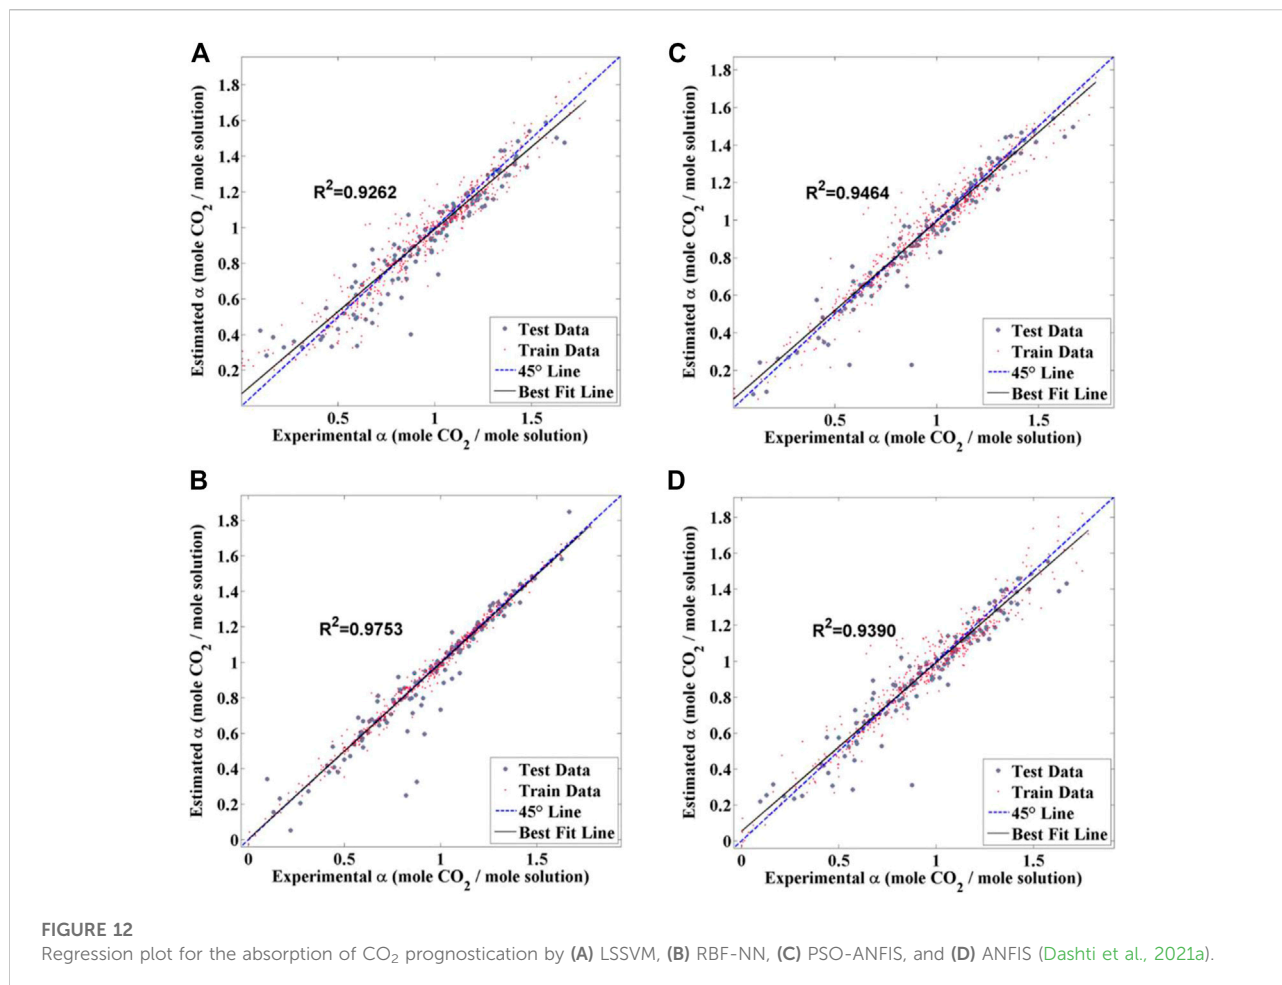 A
Estimated α (mole CO2 / mole solution)
1.8
1.6
1.4
1.2
1
0.8
0.6
0.4
0.2
R2=0.9262
Test Data
Train Data
45° Line
Best Fit Line
0.5 1 1.5
Experimental α (mole CO2 / mole solution)
C
Estimated α (mole CO2 / mole solution)
1.8
1.6
1.4
1.2
1
0.8
0.6
0.4
0.2
R2=0.9464
Test Data
Train Data
45° Line
Best Fit Line
0.5 1 1.5
Experimental α (mole CO2 / mole solution)
B
Estimated α (mole CO2 / mole solution)
1.8
1.6
1.4
1.2
1
0.8
0.6
0.4
0.2
0
R2=0.9753
Test Data
Train Data
45° Line
Best Fit Line
0 0.5 1 1.5
Experimental α (mole CO2 / mole solution)
D
Estimated α (mole CO2 / mole solution)
1.8
1.6
1.4
1.2
1
0.8
0.6
0.4
0.2
0
R2=0.9390
Test Data
Train Data
45° Line
Best Fit Line
0 0.5 1 1.5
Experimental α (mole CO2 / mole solution)
FIGURE 12
Regression plot for the absorption of CO2 prognostication by (A) LSSVM, (B) RBF-NN, (C) PSO-ANFIS, and (D) ANFIS (Dashti et al., 2021a).